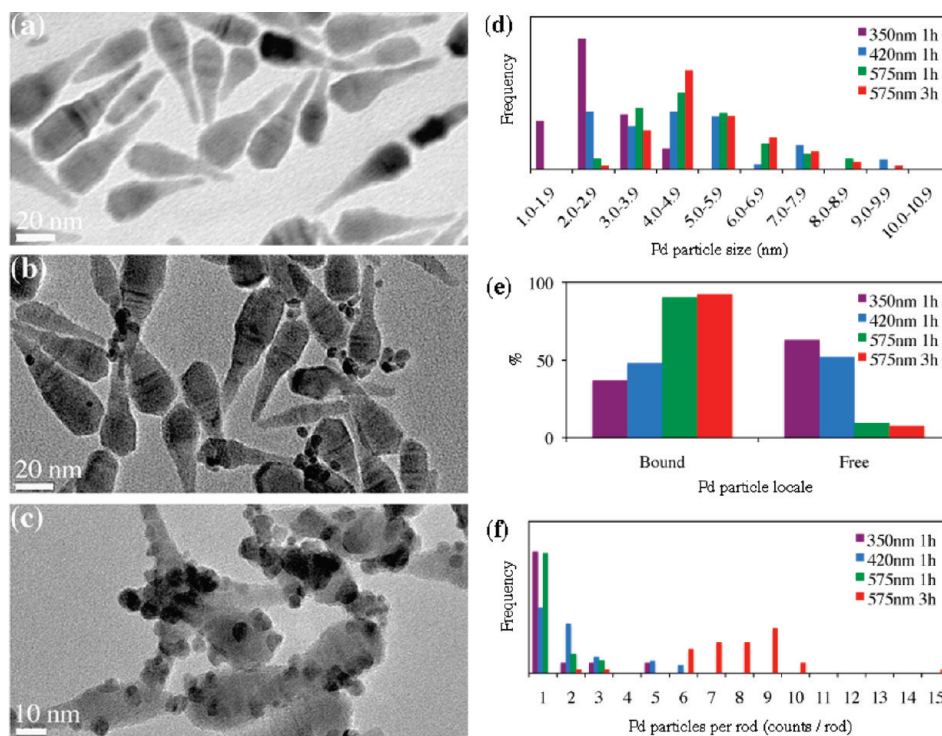 (a)
20 nm
(b)
20 nm
(c)
10 nm
(d)
Frequency
350nm 1h
420nm 1h
575nm 1h
575nm 3h
1.0-1.9
2.0-2.9
3.0-3.9
4.0-4.9
5.0-5.9
6.0-6.9
7.0-7.9
8.0-8.9
9.0-9.9
10.0-10.9
Pd particle size (nm)
(e)
100
50
0
%
350nm 1h
420nm 1h
575nm 1h
575nm 3h
Bound Free
Pd particle locale
(f)
Frequency
350nm 1h
420nm 1h
575nm 1h
575nm 3h
1 2 3 4 5 6 7 8 9 10 11 12 13 14 15
Pd particles per rod (counts / rod)